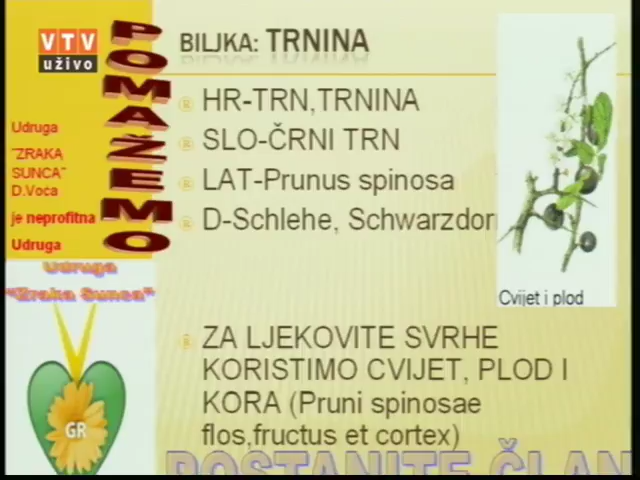 VTV
uživo
POMAŽEMO
Udruga
"ZRAKA
SUNCA"
D.Voća
je neprofitna
Udruga
Udruga
"Zraka Sunca"
GR
BILJKA: TRNINA
HR-TRN,TRNINA
SLO-ČRNI TRN
LAT-Prunus spinosa
D-Schlehe, Schwarzdorn
Cvijet i plod
ZA LJEKOVITE SVRHE
KORISTIMO CVIJET, PLOD I
KORA (Pruni spinosae
flos,fructus et cortex)
POSTANITE ČLAN